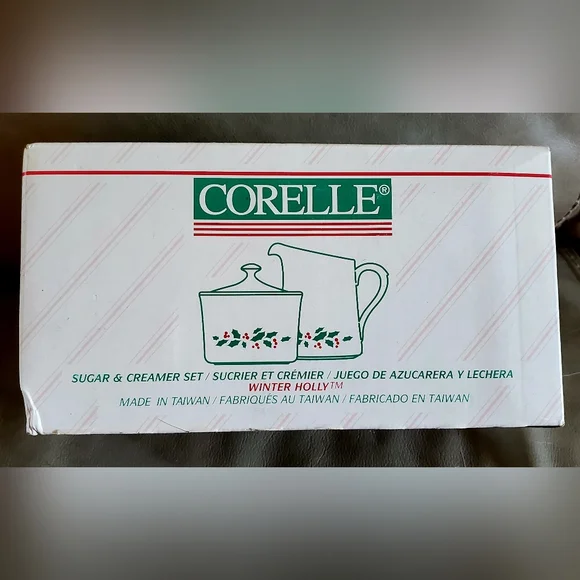 CORELLE®
SUGAR & CREAMER SET / SUCRIER ET CRÉMIER / JUEGO DE AZUCARERA Y LECHERA
WINTER HOLLY™
MADE IN TAIWAN / FABRIQUÉS AU TAIWAN / FABRICADO EN TAIWAN